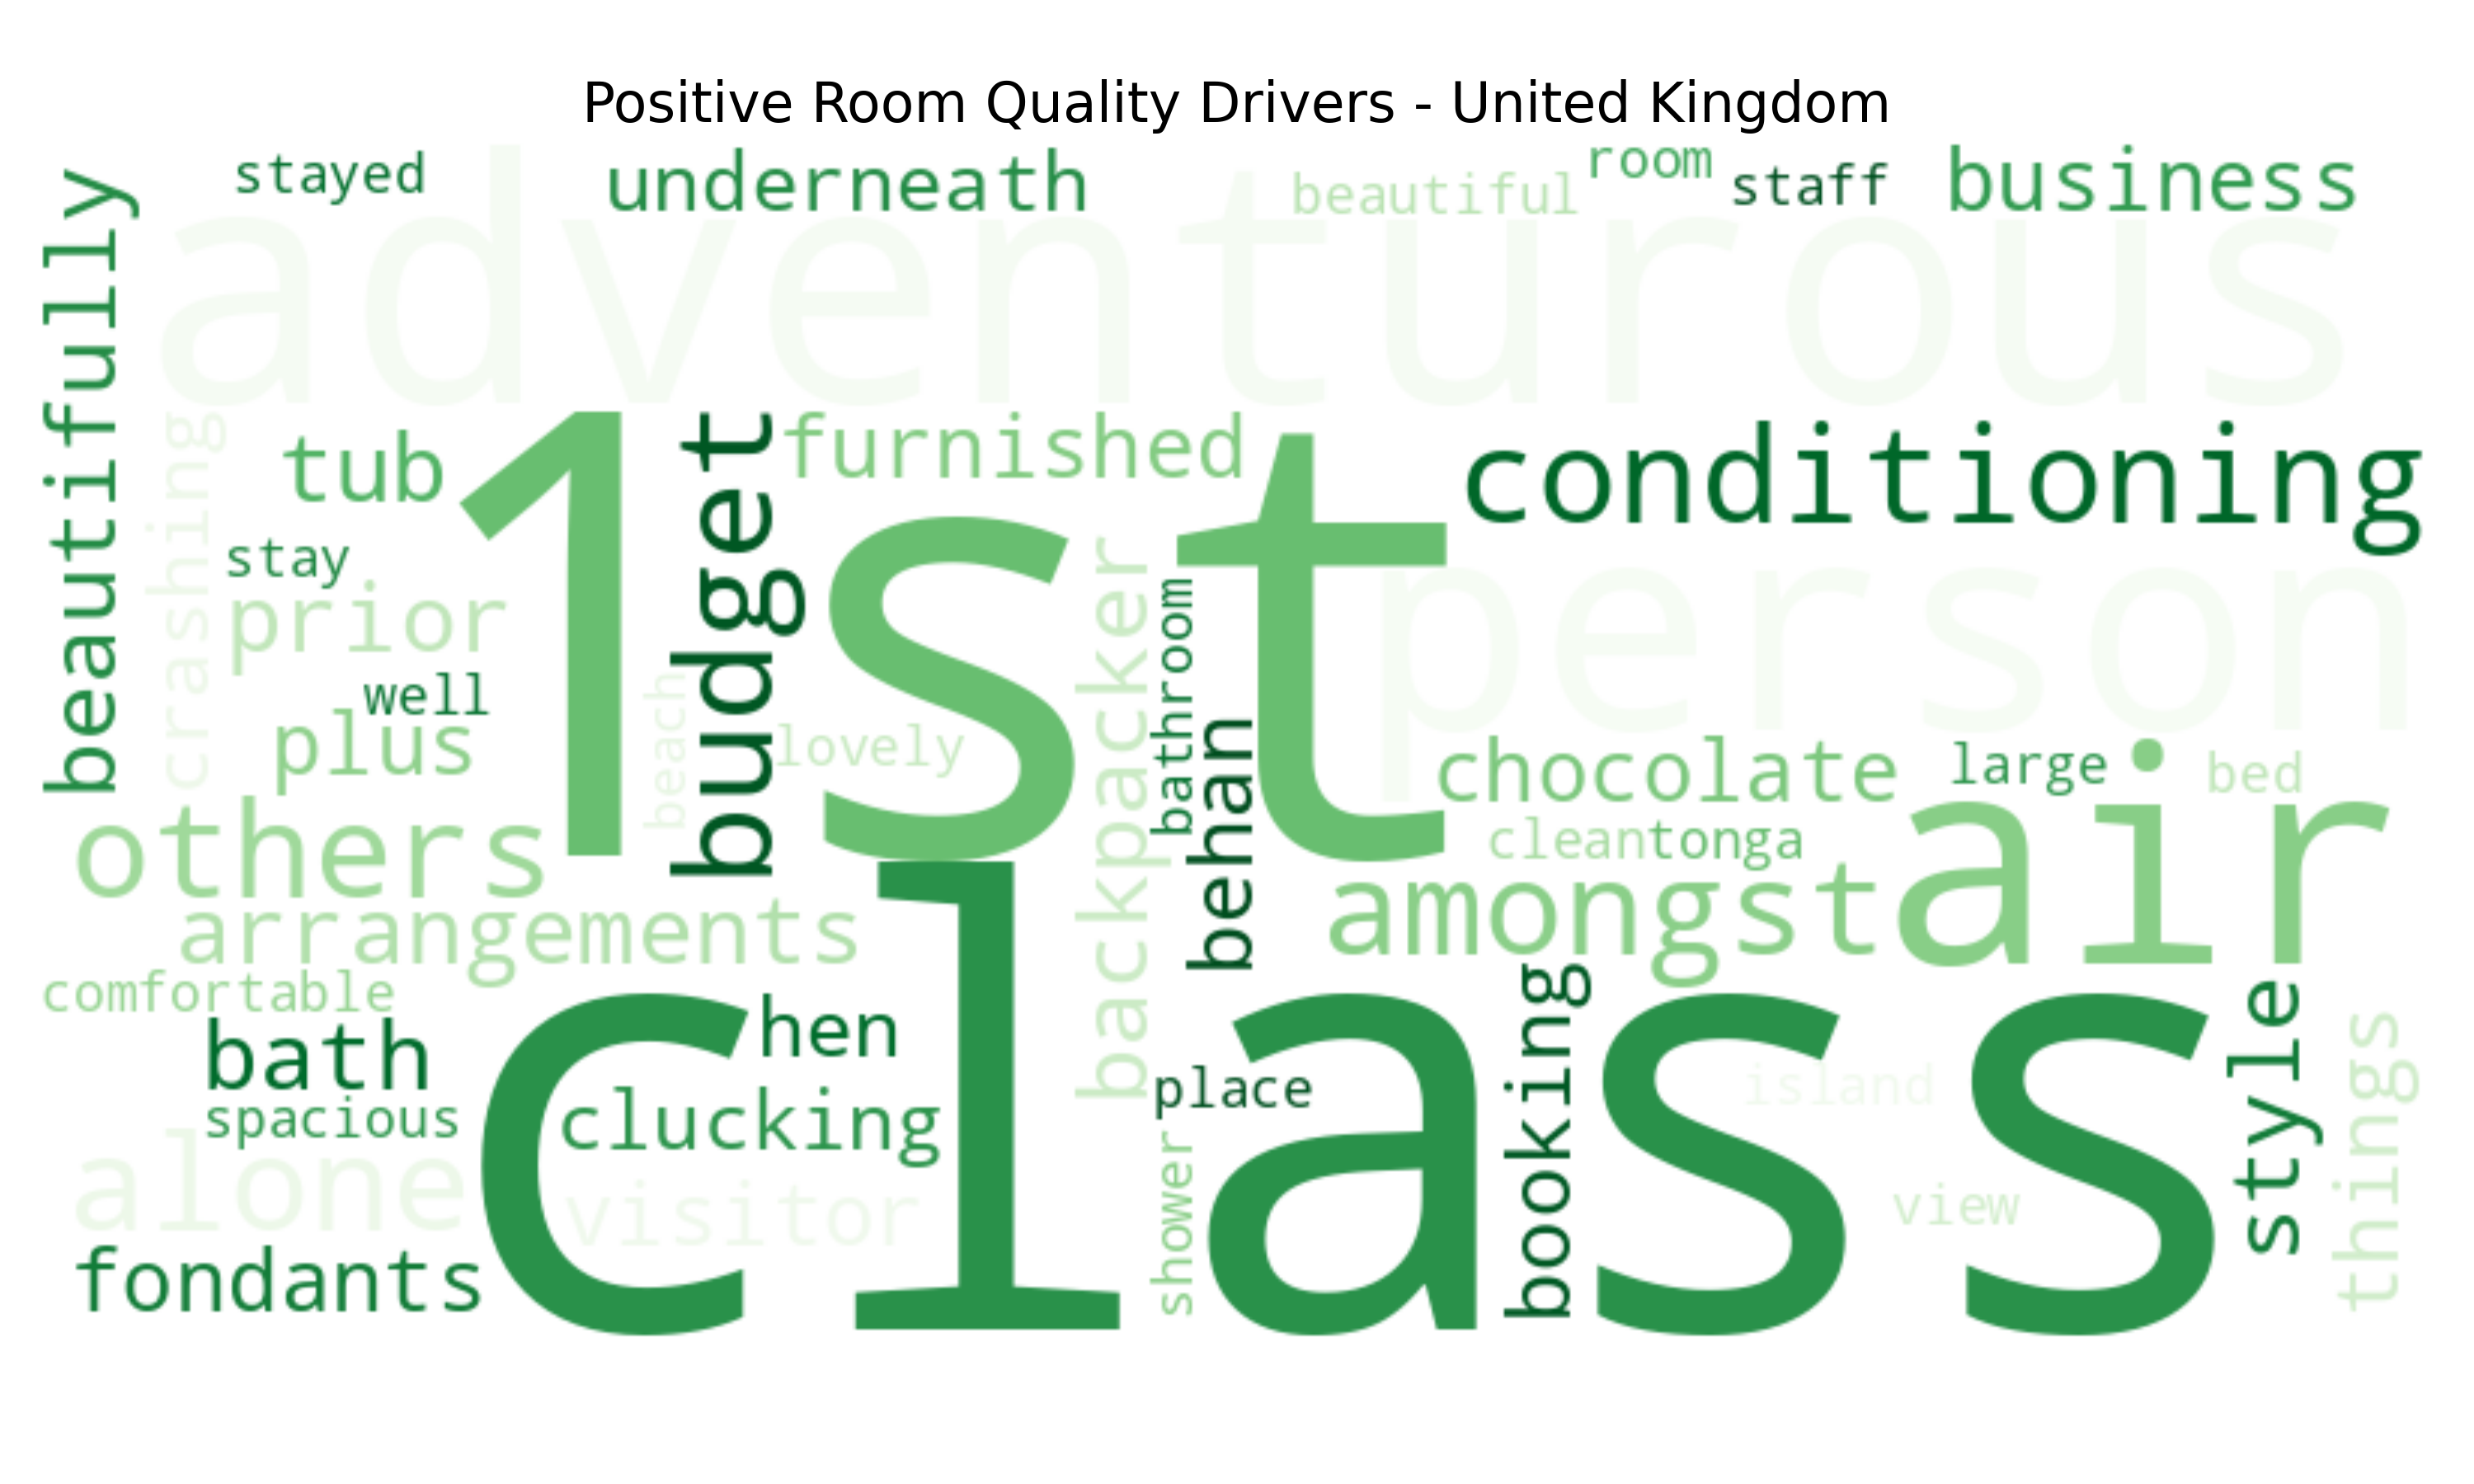 Positive Room Quality Drivers - United Kingdom
stayed
underneath
beautiful
room
staff
business
beautifully
adventurous
crashing
tub
1st
budget
furnished
conditioning
stay
prior
person
backpacker
bathroom
well
plus
beach
lovely
behan
chocolate
large
bed
others
clean
tonga
air
arrangements
amongst
comfortable
class
bath
hen
booking
style
things
spacious
clucking
place
island
alone
visitor
shower
view
fondants